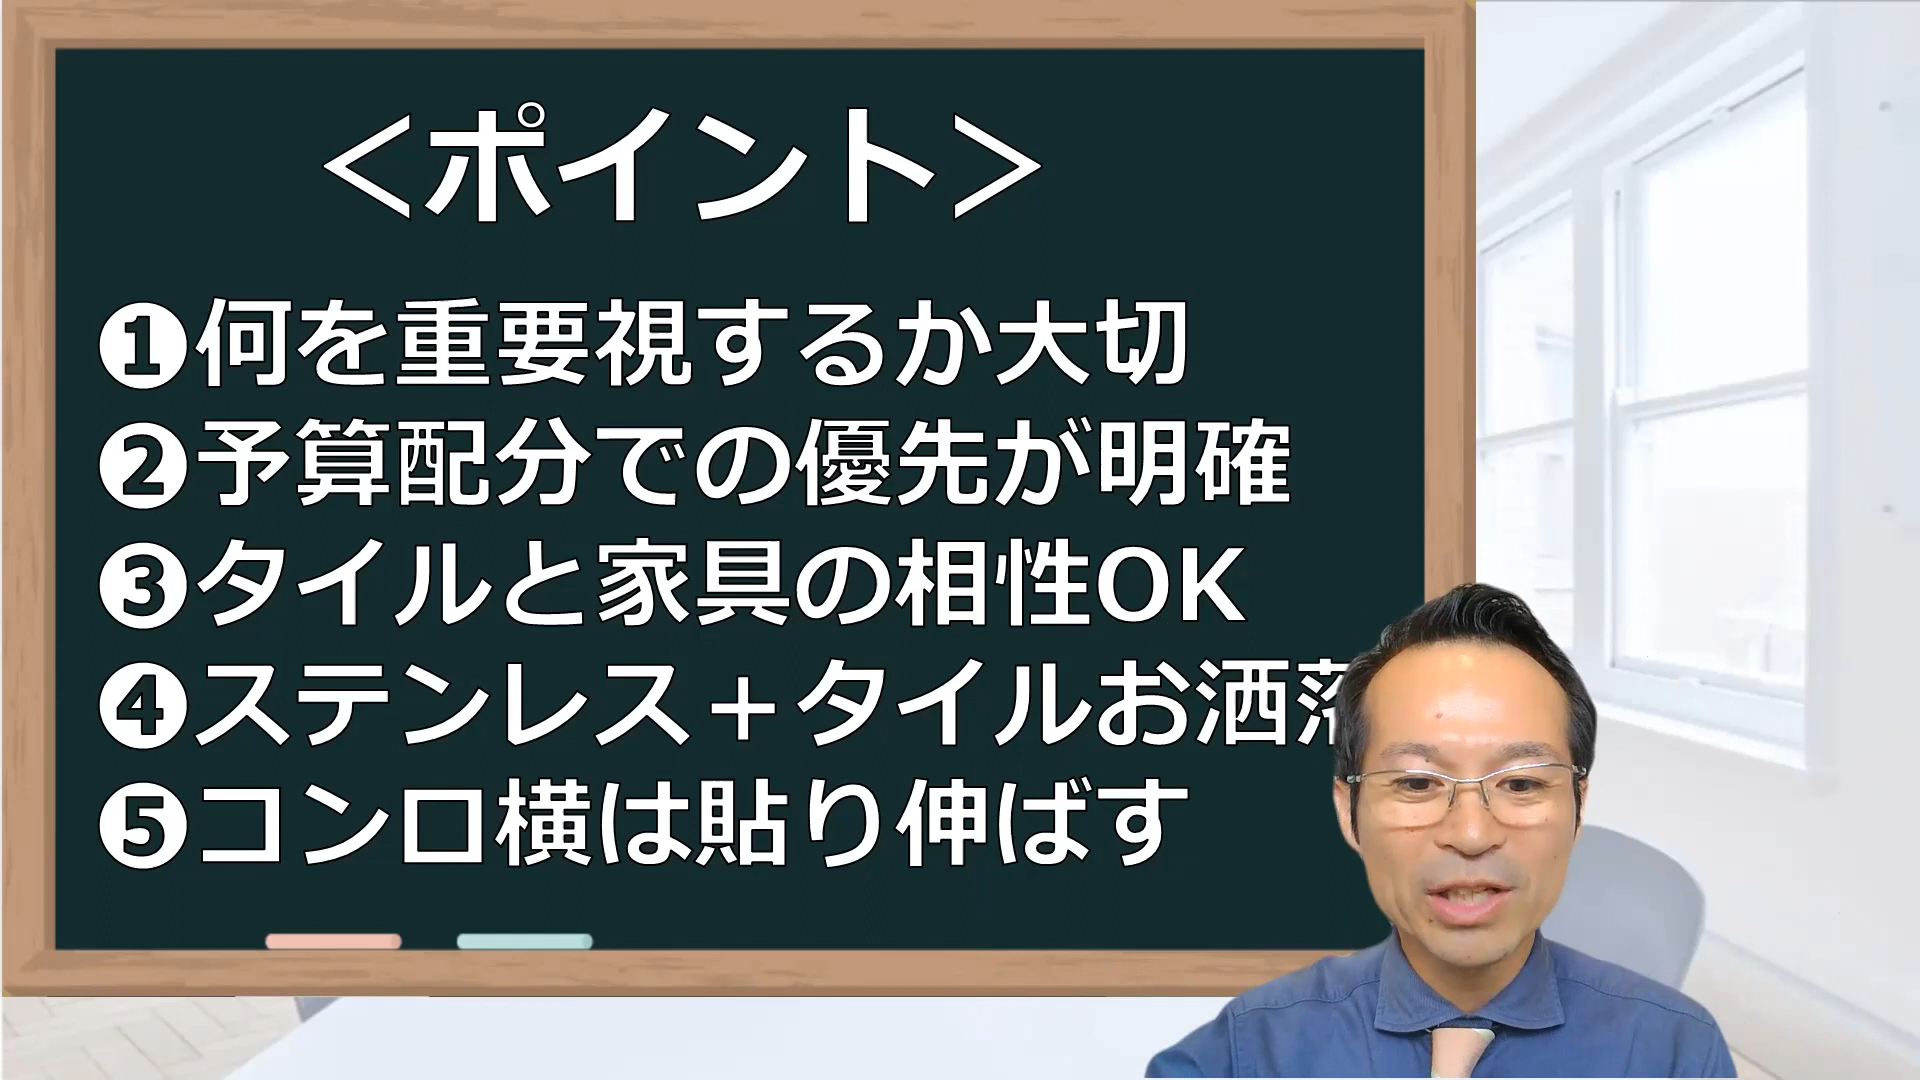 ＜ポイント＞
❶何を重要視するか大切
❷予算配分での優先が明確
❸タイルと家具の相性OK
❹ステンレス＋タイルお洒落
❺コンロ横は貼り伸ばす